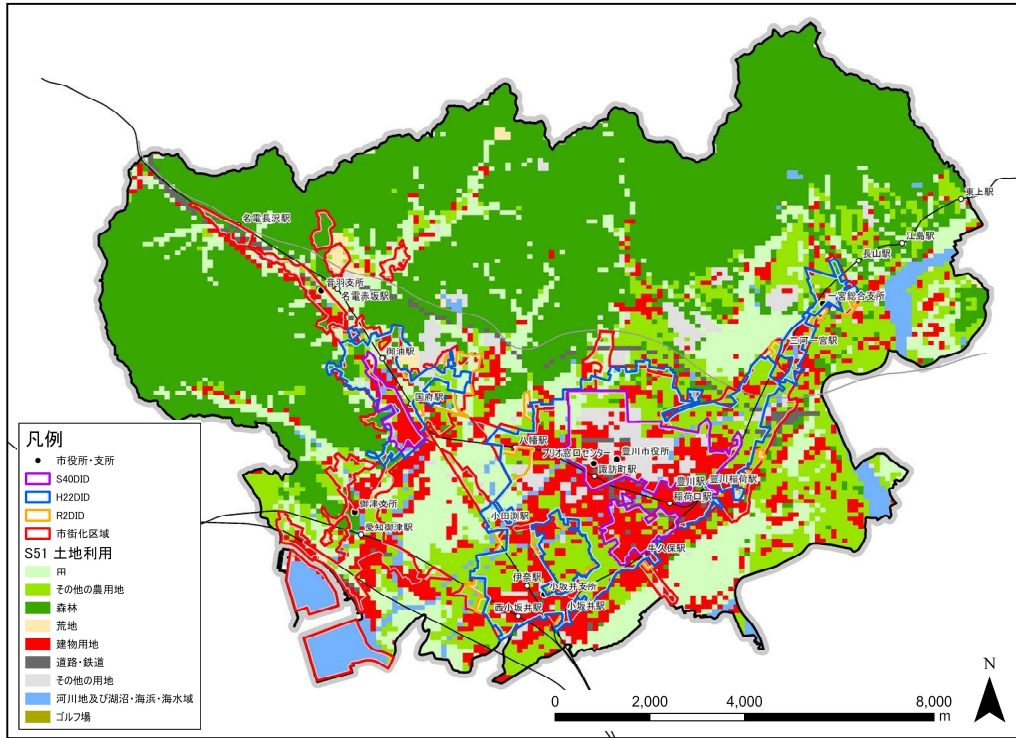 東上駅
江島駅
長山駅
名電長沢駅
音羽支所
一宮総合支所
名電赤坂駅
三河一宮駅
御油駅
国府駅
八幡駅
プリオ窓口センター
豊川市役所
諏訪町駅
豊川駅
豊川稲荷駅
稲荷口駅
御津支所
小田渕駅
愛知御津駅
牛久保駅
伊奈駅
小坂井支所
西小坂井駅
小坂井駅
凡例
市役所・支所
S40DID
H22DID
R2DID
市街化区域
S51 土地利用
田
その他の農用地
森林
荒地
建物用地
道路・鉄道
その他の用地
河川地及び湖沼・海浜・海水域
ゴルフ場
N
0 2,000 4,000 8,000
m